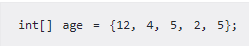 int[] age = {12, 4, 5, 2, 5};